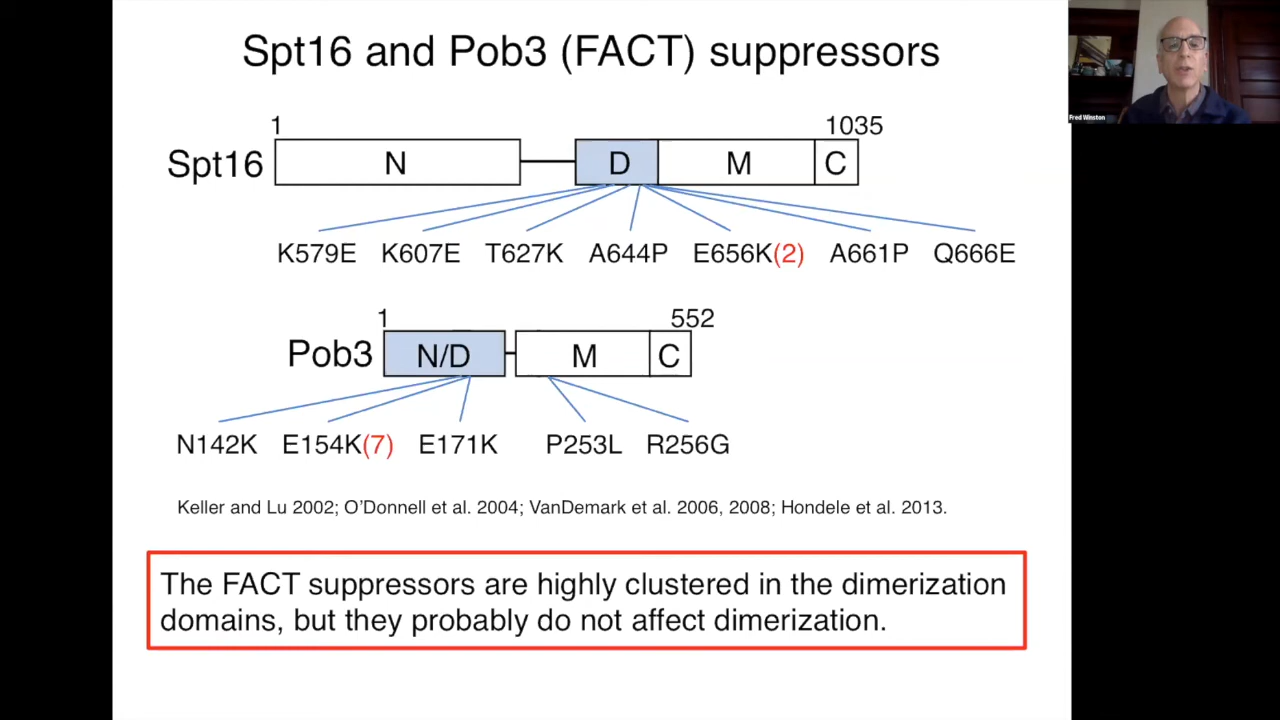 Spt16 and Pob3 (FACT) suppressors
Fred Winston
1 1035
Spt16 N D M C
K579E K607E T627K A644P E656K(2) A661P Q666E
1 552
Pob3 N/D M C
N142K E154K(7) E171K P253L R256G
Keller and Lu 2002; O’Donnell et al. 2004; VanDemark et al. 2006, 2008; Hondele et al. 2013.
The FACT suppressors are highly clustered in the dimerization
domains, but they probably do not affect dimerization.